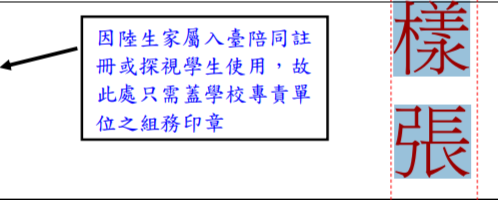 因陸生家屬入臺陪同註
冊或探視學生使用，故
此處只需蓋學校專責單
位之組務印章
樣
張